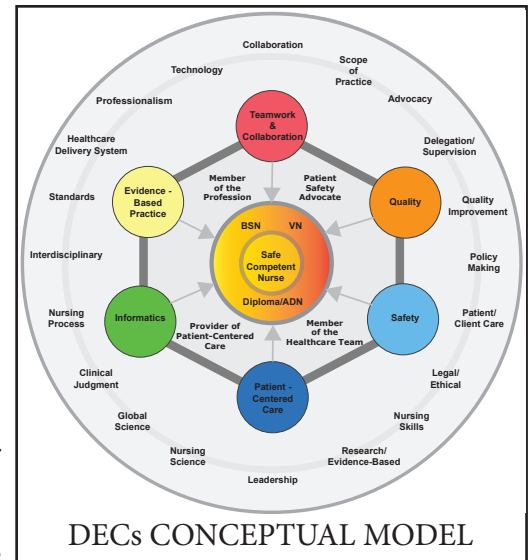 Collaboration
Scope
of
Practice
Advocacy
Delegation/
Supervision
Quality
Improvement
Policy
Making
Patient/
Client Care
Legal/
Ethical
Nursing
Skills
Research/
Evidence-Based
Leadership
Nursing
Science
Global
Science
Clinical
Judgment
Nursing
Process
Interdisciplinary
Standards
Healthcare
Delivery System
Professionalism
Technology
Teamwork
&
Collaboration
Quality
Safety
Patient -
Centered
Care
Informatics
Evidence -
Based
Practice
Member
of the
Profession
Patient
Safety
Advocate
Member
of the
Healthcare Team
Provider of
Patient-Centered
Care
BSN VN
Safe
Competent
Nurse
Diploma/ADN
DECs CONCEPTUAL MODEL